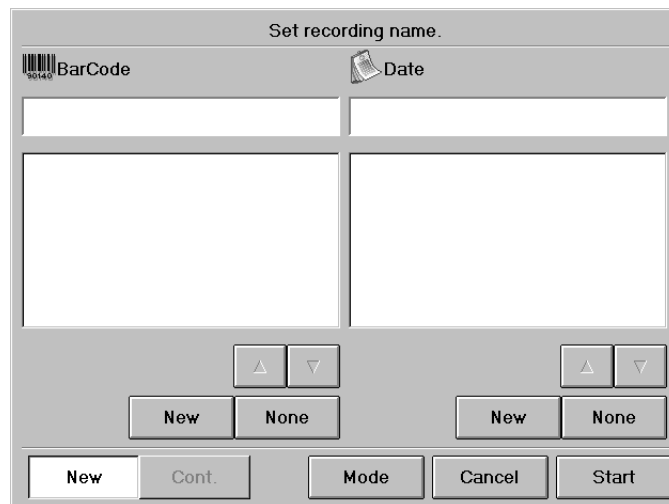 Set recording name.
90140 BarCode
Date
New None
New None
New Cont. Mode Cancel Start